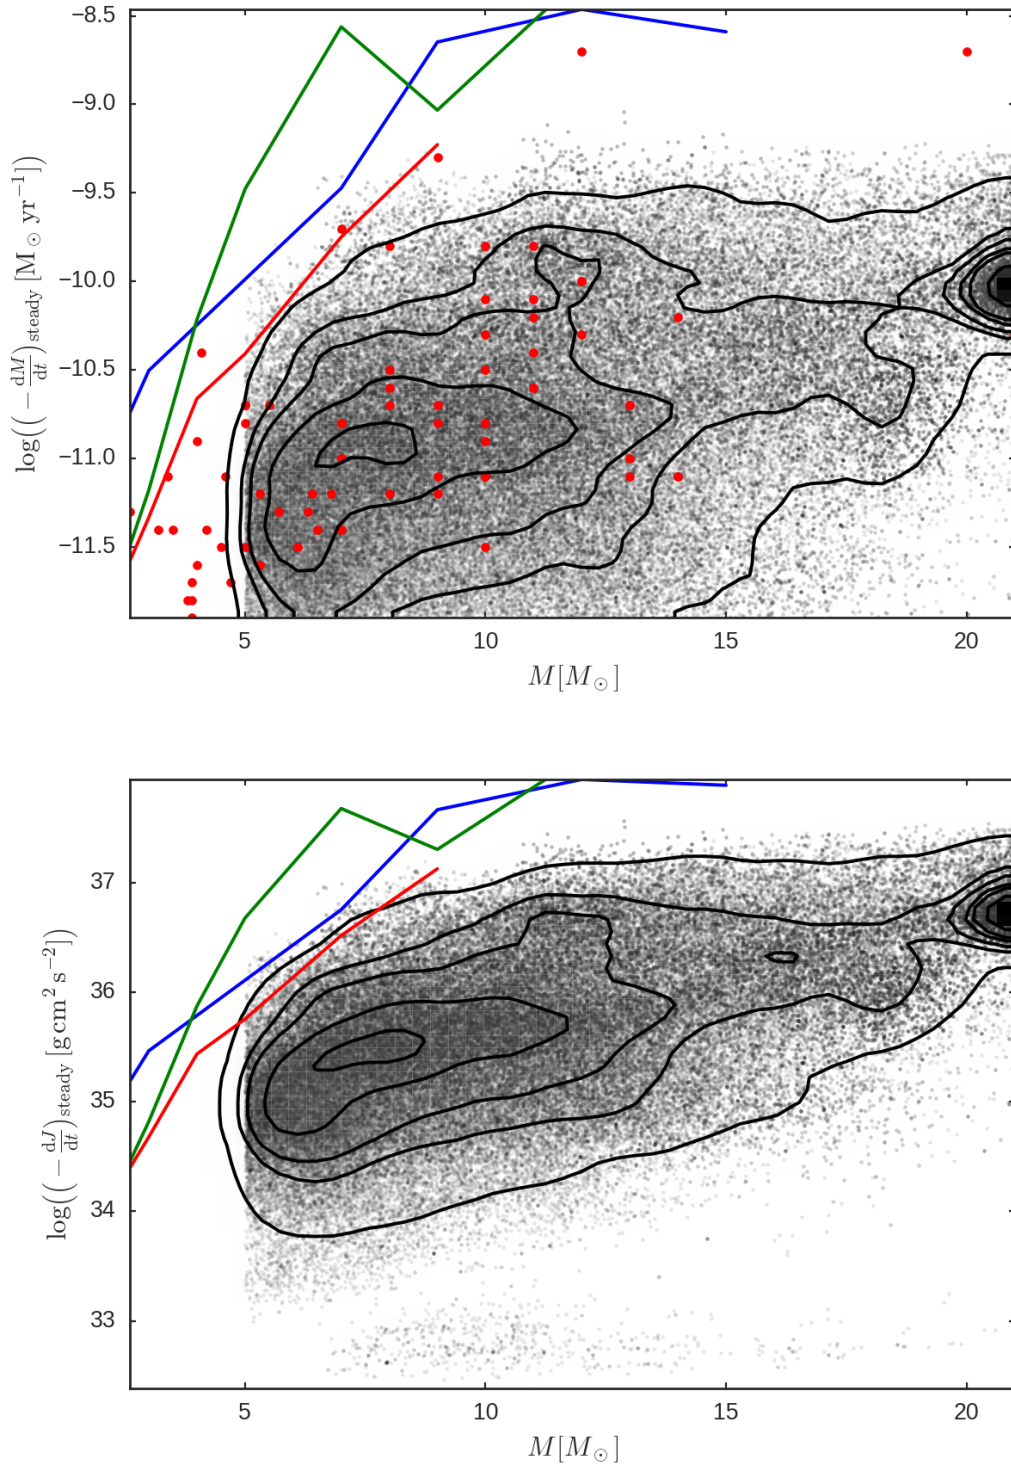 −8.5
−9.0
−9.5
−10.0
−10.5
−11.0
−11.5
log((− dM/dt)steady [M⊙ yr⁻¹])
5 10 15 20
M[M⊙]
37
36
35
34
33
log((− dJ/dt)steady [g cm² s⁻²])
5 10 15 20
M[M⊙]